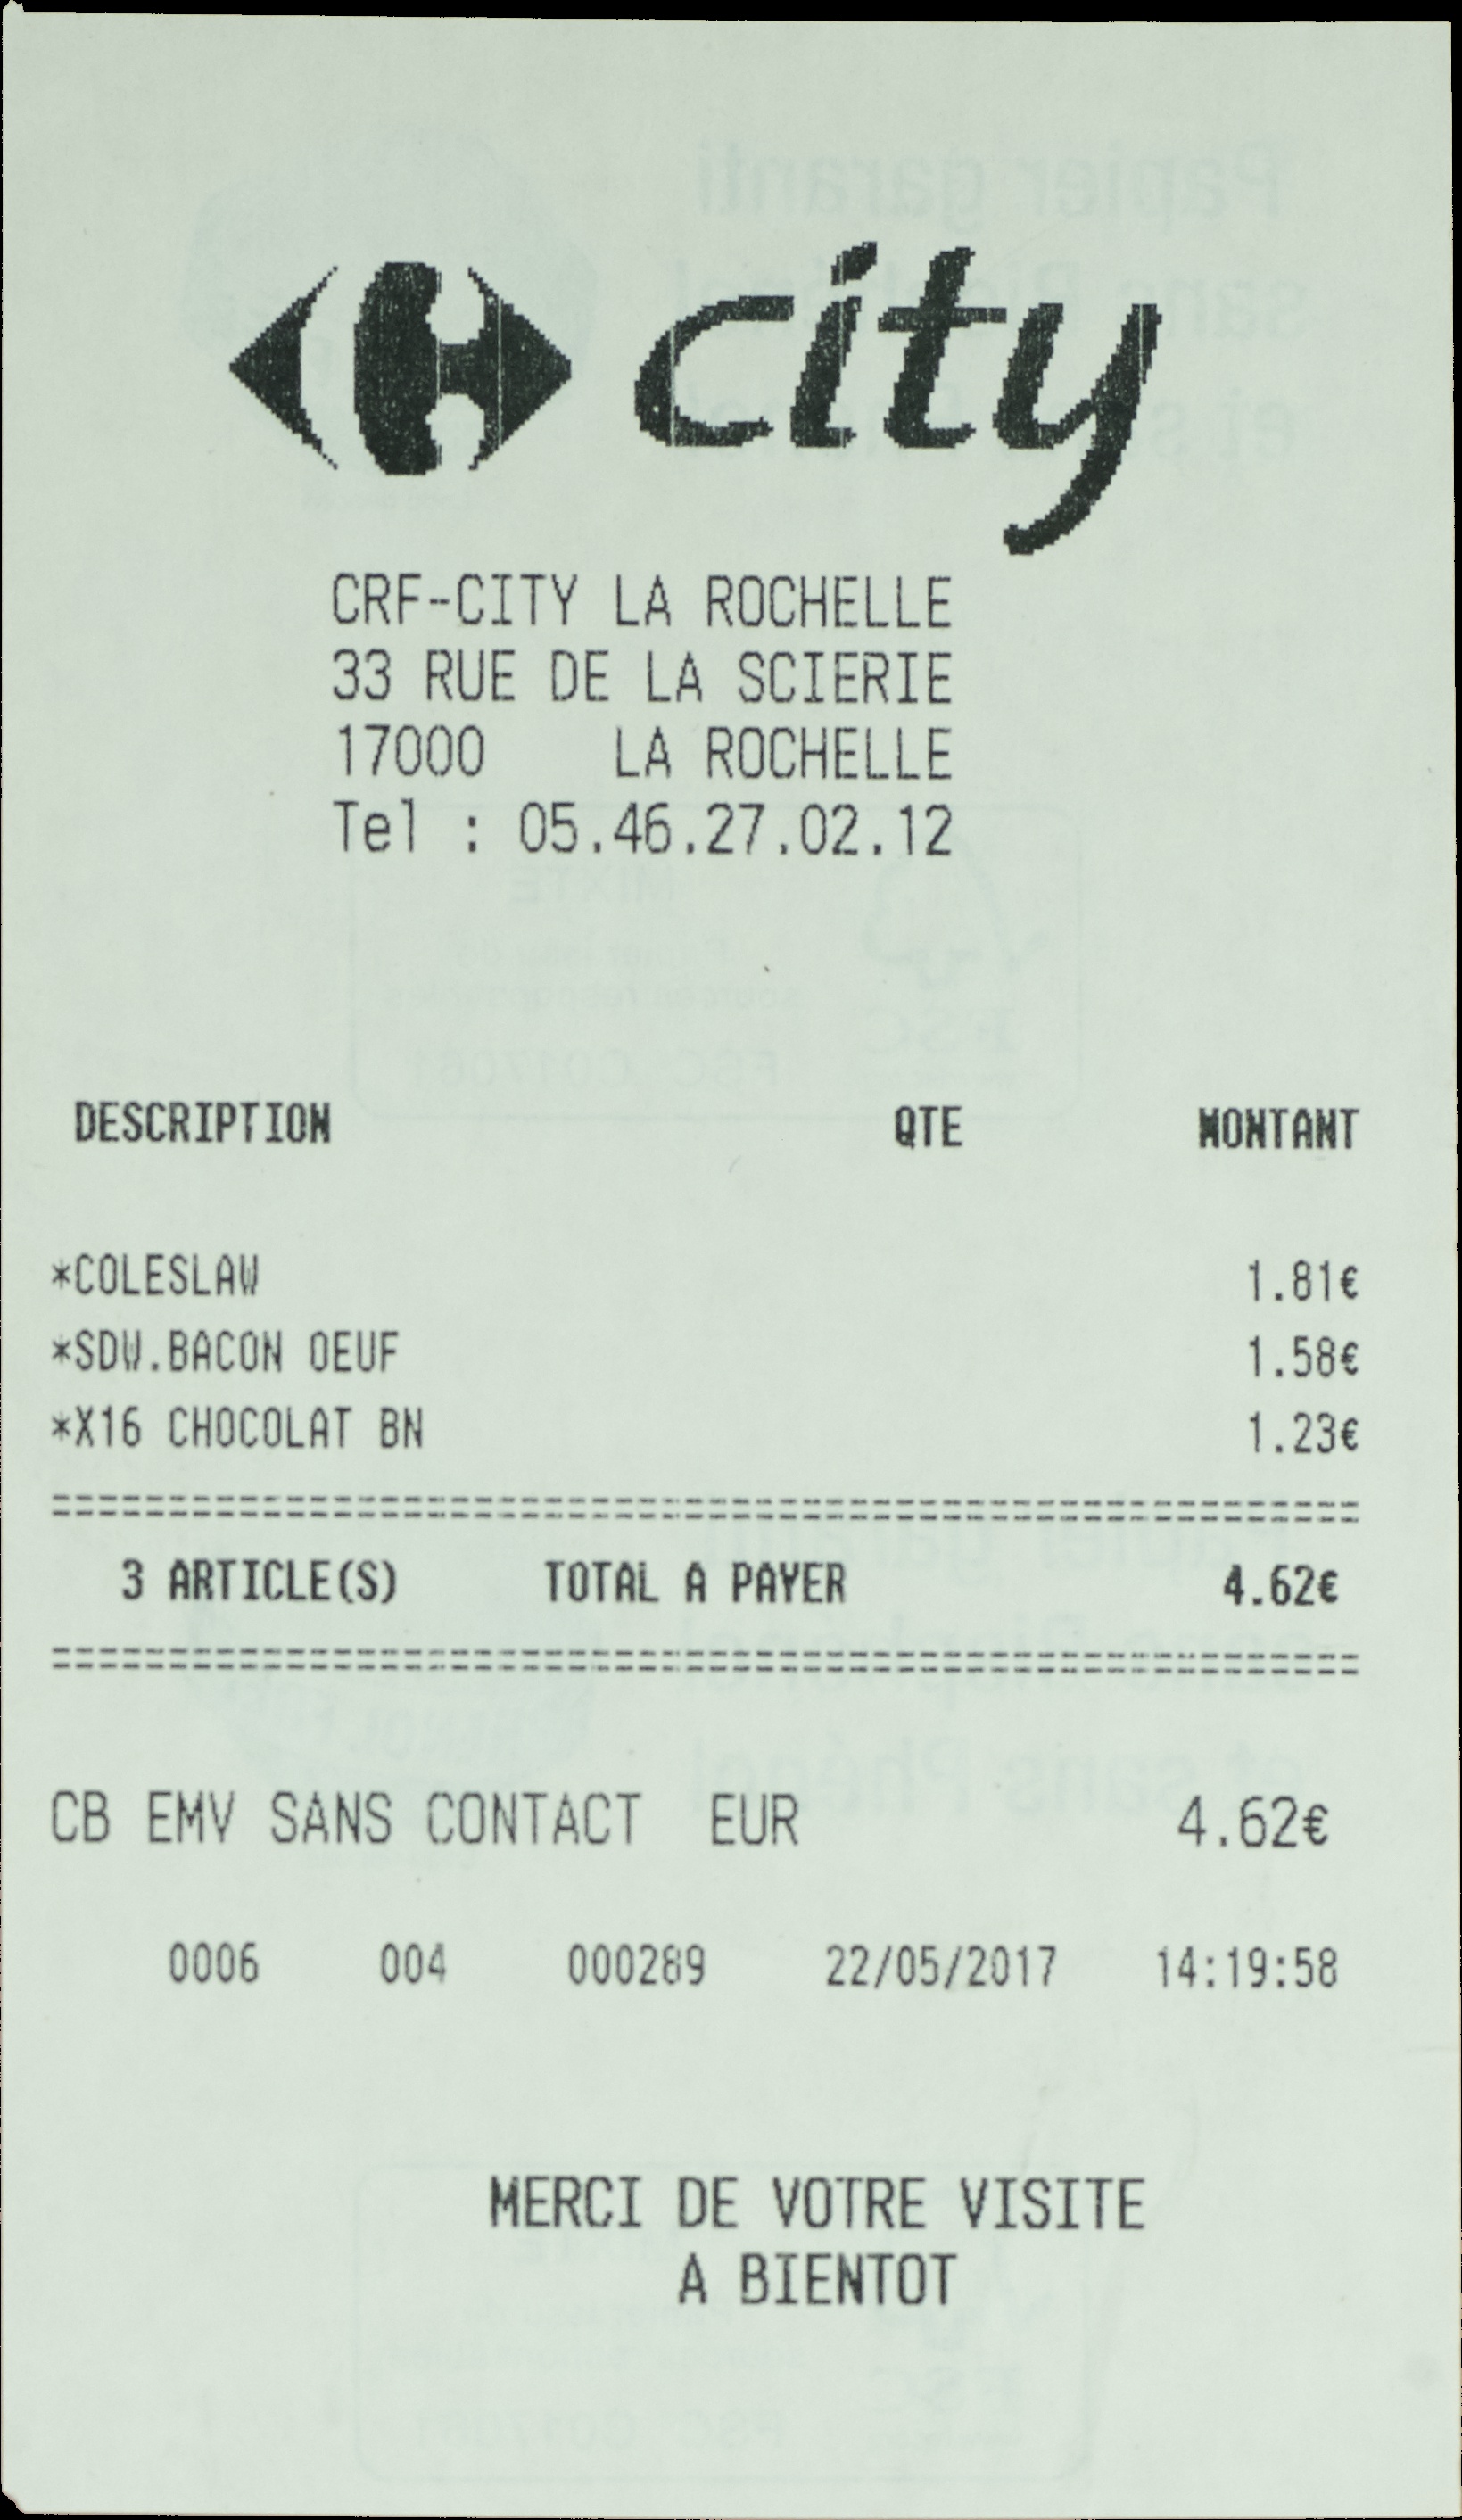 city
CRF-CITY LA ROCHELLE
33 RUE DE LA SCIERIE
17000 LA ROCHELLE
Tel : 05.46.27.02.12
DESCRIPTION QTE MONTANT
*COLESLAW 1.81€
*SDW.BACON OEUF 1.58€
*X16 CHOCOLAT BN 1.23€
3 ARTICLE(S) TOTAL A PAYER 4.62€
CB EMV SANS CONTACT EUR 4.62€
0006 004 000289 22/05/2017 14:19:58
MERCI DE VOTRE VISITE
A BIENTOT